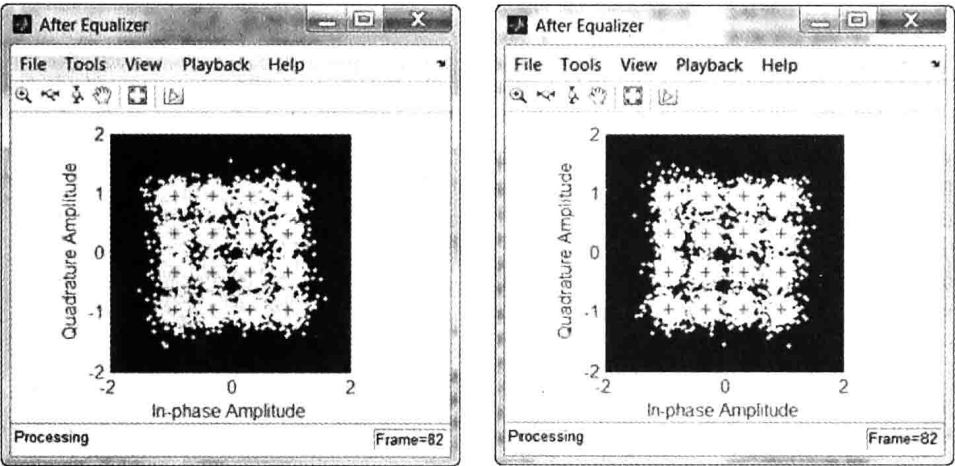 After Equalizer
File Tools View Playback Help
2
1
0
-1
-2
Quadrature Amplitude
-2 0 2
In-phase Amplitude
Processing
Frame=82
After Equalizer
File Tools View Playback Help
2
1
0
-1
-2
Quadrature Amplitude
-2 0 2
In-phase Amplitude
Processing
Frame=82